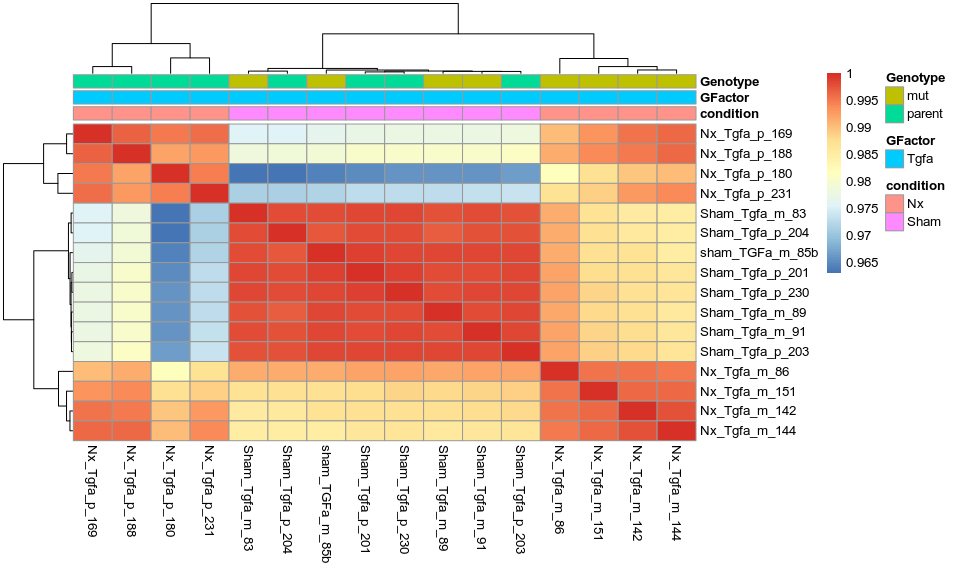 Genotype
GFactor
condition
Nx_Tgfa_p_169
Nx_Tgfa_p_188
Nx_Tgfa_p_180
Nx_Tgfa_p_231
Sham_Tgfa_m_83
Sham_Tgfa_p_204
sham_TGFa_m_85b
Sham_Tgfa_p_201
Sham_Tgfa_p_230
Sham_Tgfa_m_89
Sham_Tgfa_m_91
Sham_Tgfa_p_203
Nx_Tgfa_m_86
Nx_Tgfa_m_151
Nx_Tgfa_m_142
Nx_Tgfa_m_144
Nx_Tgfa_p_169
Nx_Tgfa_p_188
Nx_Tgfa_p_180
Nx_Tgfa_p_231
Sham_Tgfa_m_83
Sham_Tgfa_p_204
sham_TGFa_m_85b
Sham_Tgfa_p_201
Sham_Tgfa_p_230
Sham_Tgfa_m_89
Sham_Tgfa_m_91
Sham_Tgfa_p_203
Nx_Tgfa_m_86
Nx_Tgfa_m_151
Nx_Tgfa_m_142
Nx_Tgfa_m_144
1
0.995
0.99
0.985
0.98
0.975
0.97
0.965
Genotype
mut
parent
GFactor
Tgfa
condition
Nx
Sham